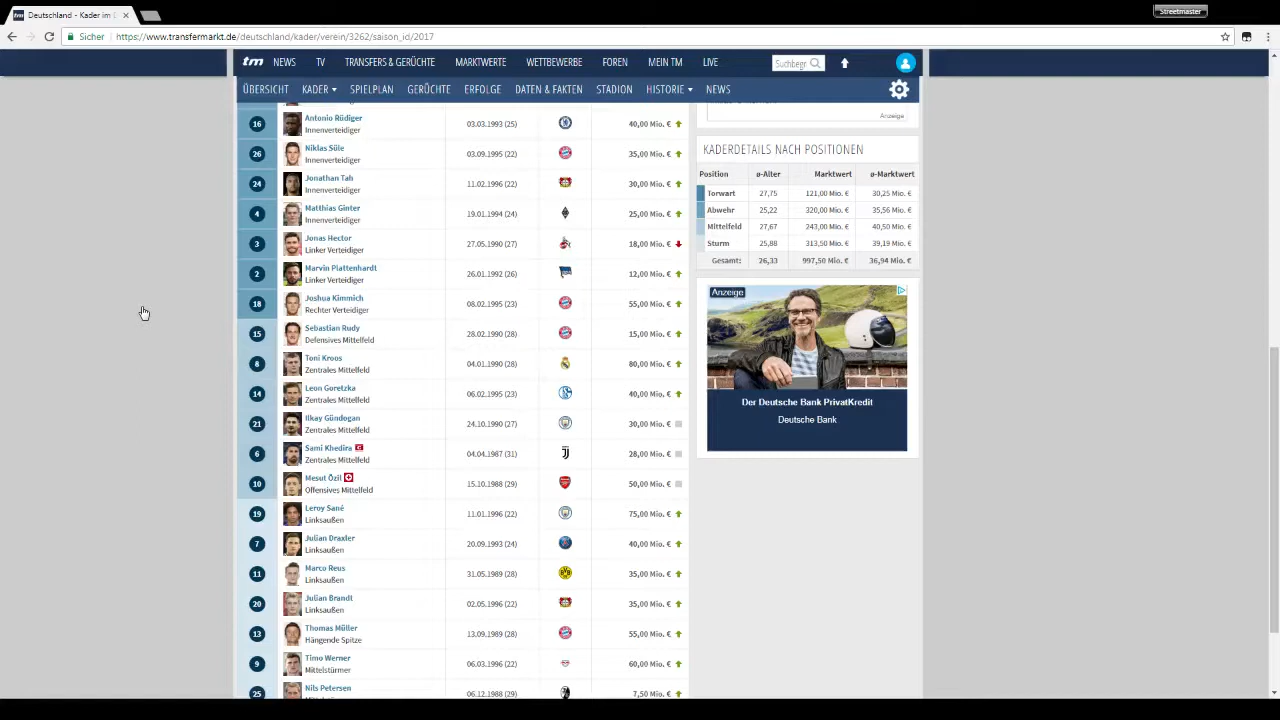 Streetmaster
tm Deutschland - Kader im
Sicher https://www.transfermarkt.de/deutschland/kader/verein/3262/saison_id/2017
tm NEWS TV TRANSFERS & GERÜCHTE MARKTWERTE WETTBEWERBE FOREN MEIN TM LIVE Suchbegr
ÜBERSICHT KADER SPIELPLAN GERÜCHTE ERFOLGE DATEN & FAKTEN STADION HISTORIE NEWS
16 Antonio Rüdiger 03.03.1993 (25) 40,00 Mio. €
Innenverteidiger
26 Niklas Süle 03.09.1995 (22) 35,00 Mio. €
Innenverteidiger
24 Jonathan Tah 11.02.1996 (22) 30,00 Mio. €
Innenverteidiger
4 Matthias Ginter 19.01.1994 (24) 25,00 Mio. €
Innenverteidiger
3 Jonas Hector 27.05.1990 (27) 18,00 Mio. €
Linker Verteidiger
2 Marvin Plattenhardt 26.01.1992 (26) 12,00 Mio. €
Linker Verteidiger
18 Joshua Kimmich 08.02.1995 (23) 55,00 Mio. €
Rechter Verteidiger
15 Sebastian Rudy 28.02.1990 (28) 15,00 Mio. €
Defensives Mittelfeld
8 Toni Kroos 04.01.1990 (28) 80,00 Mio. €
Zentrales Mittelfeld
14 Leon Goretzka 06.02.1995 (23) 40,00 Mio. €
Zentrales Mittelfeld
21 Ilkay Gündogan 24.10.1990 (27) 30,00 Mio. €
Zentrales Mittelfeld
6 Sami Khedira 04.04.1987 (31) 28,00 Mio. €
Zentrales Mittelfeld
10 Mesut Özil 15.10.1988 (29) 50,00 Mio. €
Offensives Mittelfeld
19 Leroy Sané 11.01.1996 (22) 75,00 Mio. €
Linksaußen
7 Julian Draxler 20.09.1993 (24) 40,00 Mio. €
Linksaußen
11 Marco Reus 31.05.1989 (28) 35,00 Mio. €
Linksaußen
20 Julian Brandt 02.05.1996 (22) 35,00 Mio. €
Linksaußen
13 Thomas Müller 13.09.1989 (28) 55,00 Mio. €
Hängende Spitze
9 Timo Werner 06.03.1996 (22) 60,00 Mio. €
Mittelstürmer
25 Nils Petersen 06.12.1988 (29) 7,50 Mio. €
Anzeige
KADERDETAILS NACH POSITIONEN
Position ø-Alter Marktwert ø-Marktwert
Torwart 27,75 121,00 Mio. € 30,25 Mio. €
Abwehr 25,22 320,00 Mio. € 35,56 Mio. €
Mittelfeld 27,67 243,00 Mio. € 40,50 Mio. €
Sturm 25,88 313,50 Mio. € 39,19 Mio. €
Gesamt: 26,33 997,50 Mio. € 36,94 Mio. €
Anzeige
Der Deutsche Bank PrivatKredit
Deutsche Bank